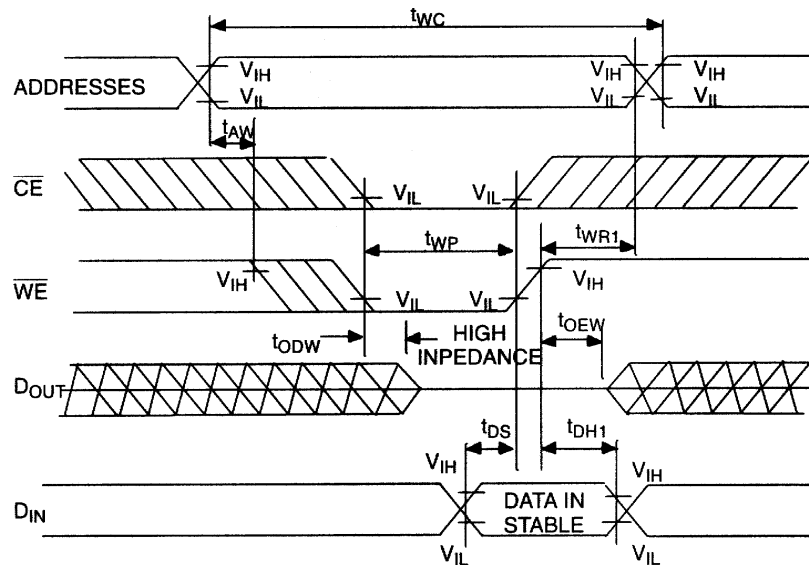 tWC
ADDRESSES
VIH
VIL
VIH
VIL
VIH
VIL
tAW
CE
VIL
VIL
tWP
tWR1
WE
VIH
VIL
VIL
VIH
tODW
HIGH
INPEDANCE
tOEW
DOUT
tDS
tDH1
VIH
VIH
DIN
DATA IN
STABLE
VIL
VIL